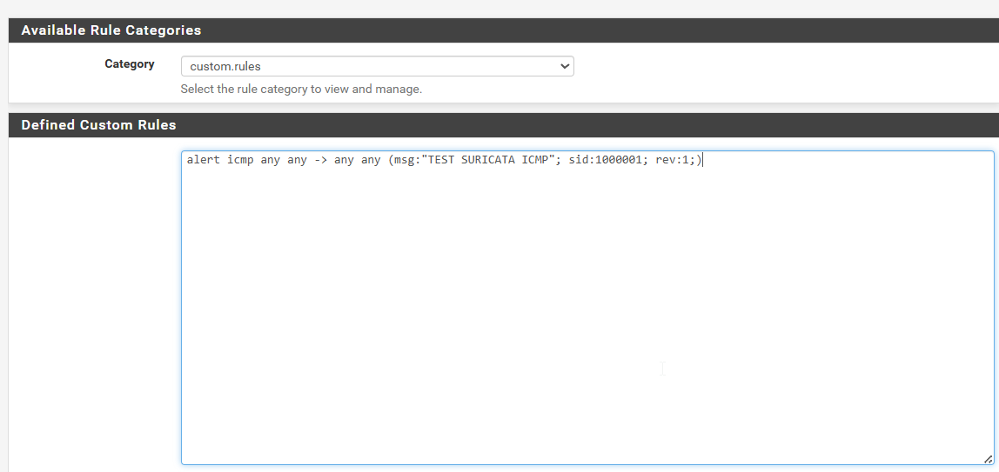 Available Rule Categories
Category
custom.rules
Select the rule category to view and manage.
Defined Custom Rules
alert icmp any any -> any any (msg:"TEST SURICATA ICMP"; sid:1000001; rev:1;)